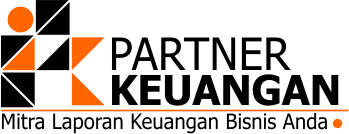 PARTNER
KEUANGAN
Mitra Laporan Keuangan Bisnis Anda